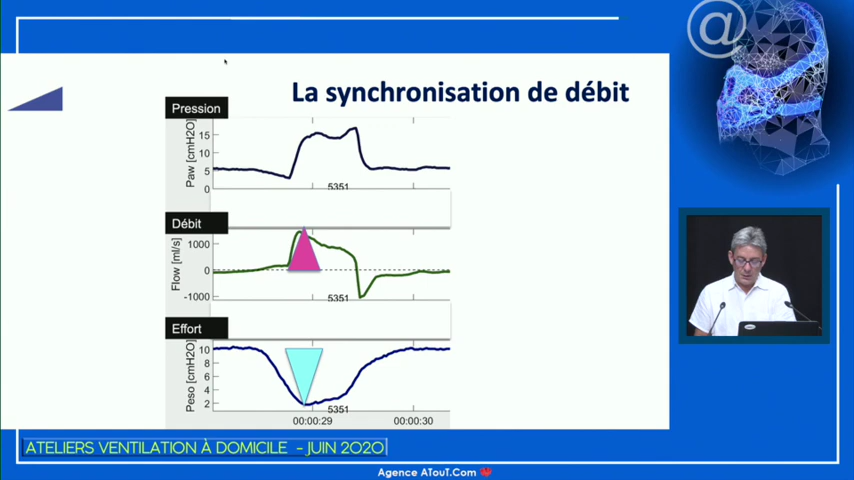 @
La synchronisation de débit
Pression
Paw [cmH2O]
15
10
5
0
5351
Débit
Flow [ml/s]
1000
0
-1000
5351
Effort
Peso [cmH2O]
10
8
6
4
2
5351
00:00:29
00:00:30
ATELIERS VENTILATION À DOMICILE - JUIN 2020
Agence ATouT.Com